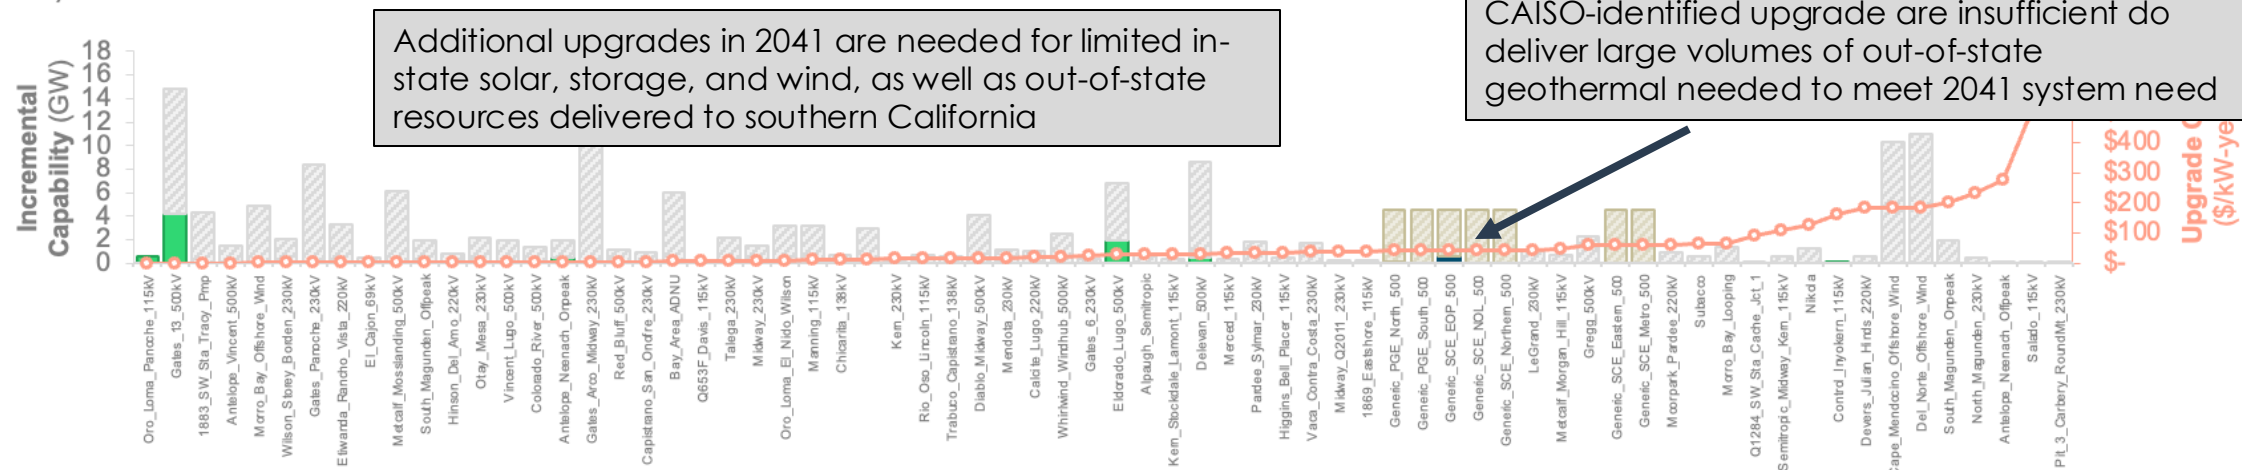 Additional upgrades in 2041 are needed for limited in-
state solar, storage, and wind, as well as out-of-state
resources delivered to southern California
CAISO-identified upgrade are insufficient do
deliver large volumes of out-of-state
geothermal needed to meet 2041 system need
Incremental
Capability (GW)
18
16
14
12
10
8
6
4
2
0
$400
$300
$200
$100
$-
Upgrade
($/kW-ye
Oro_Loma_Panoche_115kV
Gates_13_500kV
1883_SW_Sta_Tracy_Pmp
Antelope_Vincent_500kV
Morro_Bay_Offshore_Wind
Wilson_Storey_Borden_230kV
Gates_Panoche_230kV
Etiwanda_Rancho_Vista_220kV
El_Cajon_69kV
Metcalf_Mosslanding_500kV
South_Magunden_Offpeak
Hinson_Del_Amo_220kV
Otay_Mesa_230kV
Vincent_Lugo_500kV
Colorado_River_500kV
Antelope_Neenach_Onpeak
Gates_Arco_Midway_230kV
Red_Bluff_500kV
Capistrano_San_Onofre_230kV
Bay_Area_ADNU
Q653F_Davis_115kV
Talega_230kV
Midway_230kV
Oro_Loma_El_Nido_Wilson
Manning_115kV
Chicarita_138kV
Kern_230kV
Rio_Oso_Lincoln_115kV
Trabuco_Capistrano_138kV
Diablo_Midway_500kV
Mendota_230kV
Calcite_Lugo_220kV
Whirlwind_Windhub_500kV
Gates_6_230kV
Eldorado_Lugo_500kV
Alpaugh_Semitropic
Kern_Stockdale_Lamont_115kV
Delevan_500kV
Merced_115kV
Pardee_Sylmar_230kV
Higgins_Bell_Placer_115kV
Vaca_Contra_Costa_230kV
Midway_Q2011_230kV
1869_Eastshore_115kV
Generic_PGE_North_500
Generic_PGE_South_500
Generic_SCE_EOP_500
Generic_SCE_NOL_500
Generic_SCE_Northern_500
LeGrand_230kV
Metcalf_Morgan_Hill_115kV
Gregg_500kV
Generic_SCE_Eastern_500
Generic_SCE_Metro_500
Moorpark_Pardee_220kV
Subacco
Morro_Bay_Looping
Q1284_SW_Sta_Cache_Jct_1
Semitropic_Midway_Kern_115kV
Nikola
Control_Inyokern_115kV
Devers_Julian_Hinds_220kV
Cape_Mendocino_Offshore_Wind
Del_Norte_Offshore_Wind
South_Magunden_Onpeak
North_Magunden_230kV
Antelope_Neenach_Offpeak
Salado_115kV
Pit_3_Carberry_RoundMt_230kV